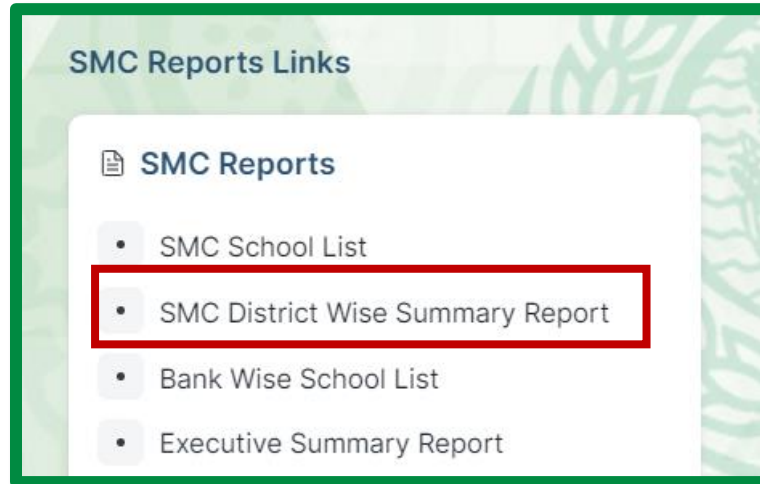 SMC Reports Links
SMC Reports
• SMC School List
• SMC District Wise Summary Report
• Bank Wise School List
• Executive Summary Report